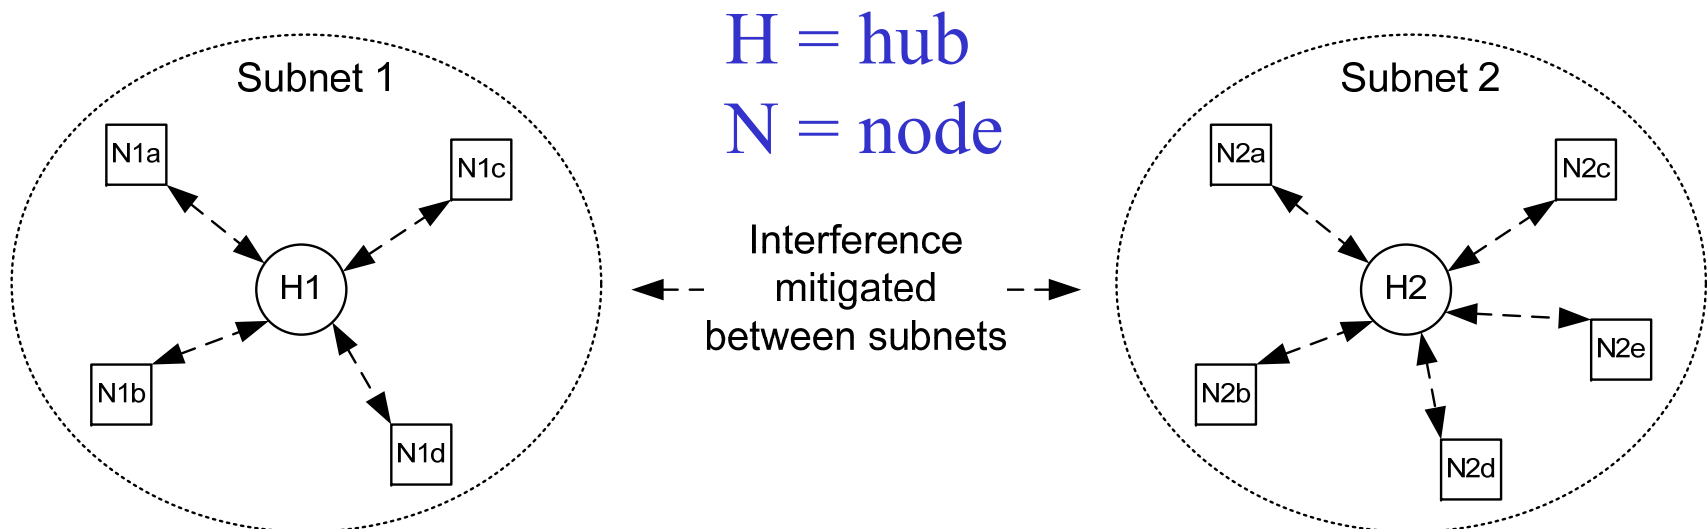 H = hub
N = node
Subnet 1
N1a
N1c
H1
N1b
N1d
Interference
mitigated
between subnets
Subnet 2
N2a
N2c
H2
N2e
N2b
N2d